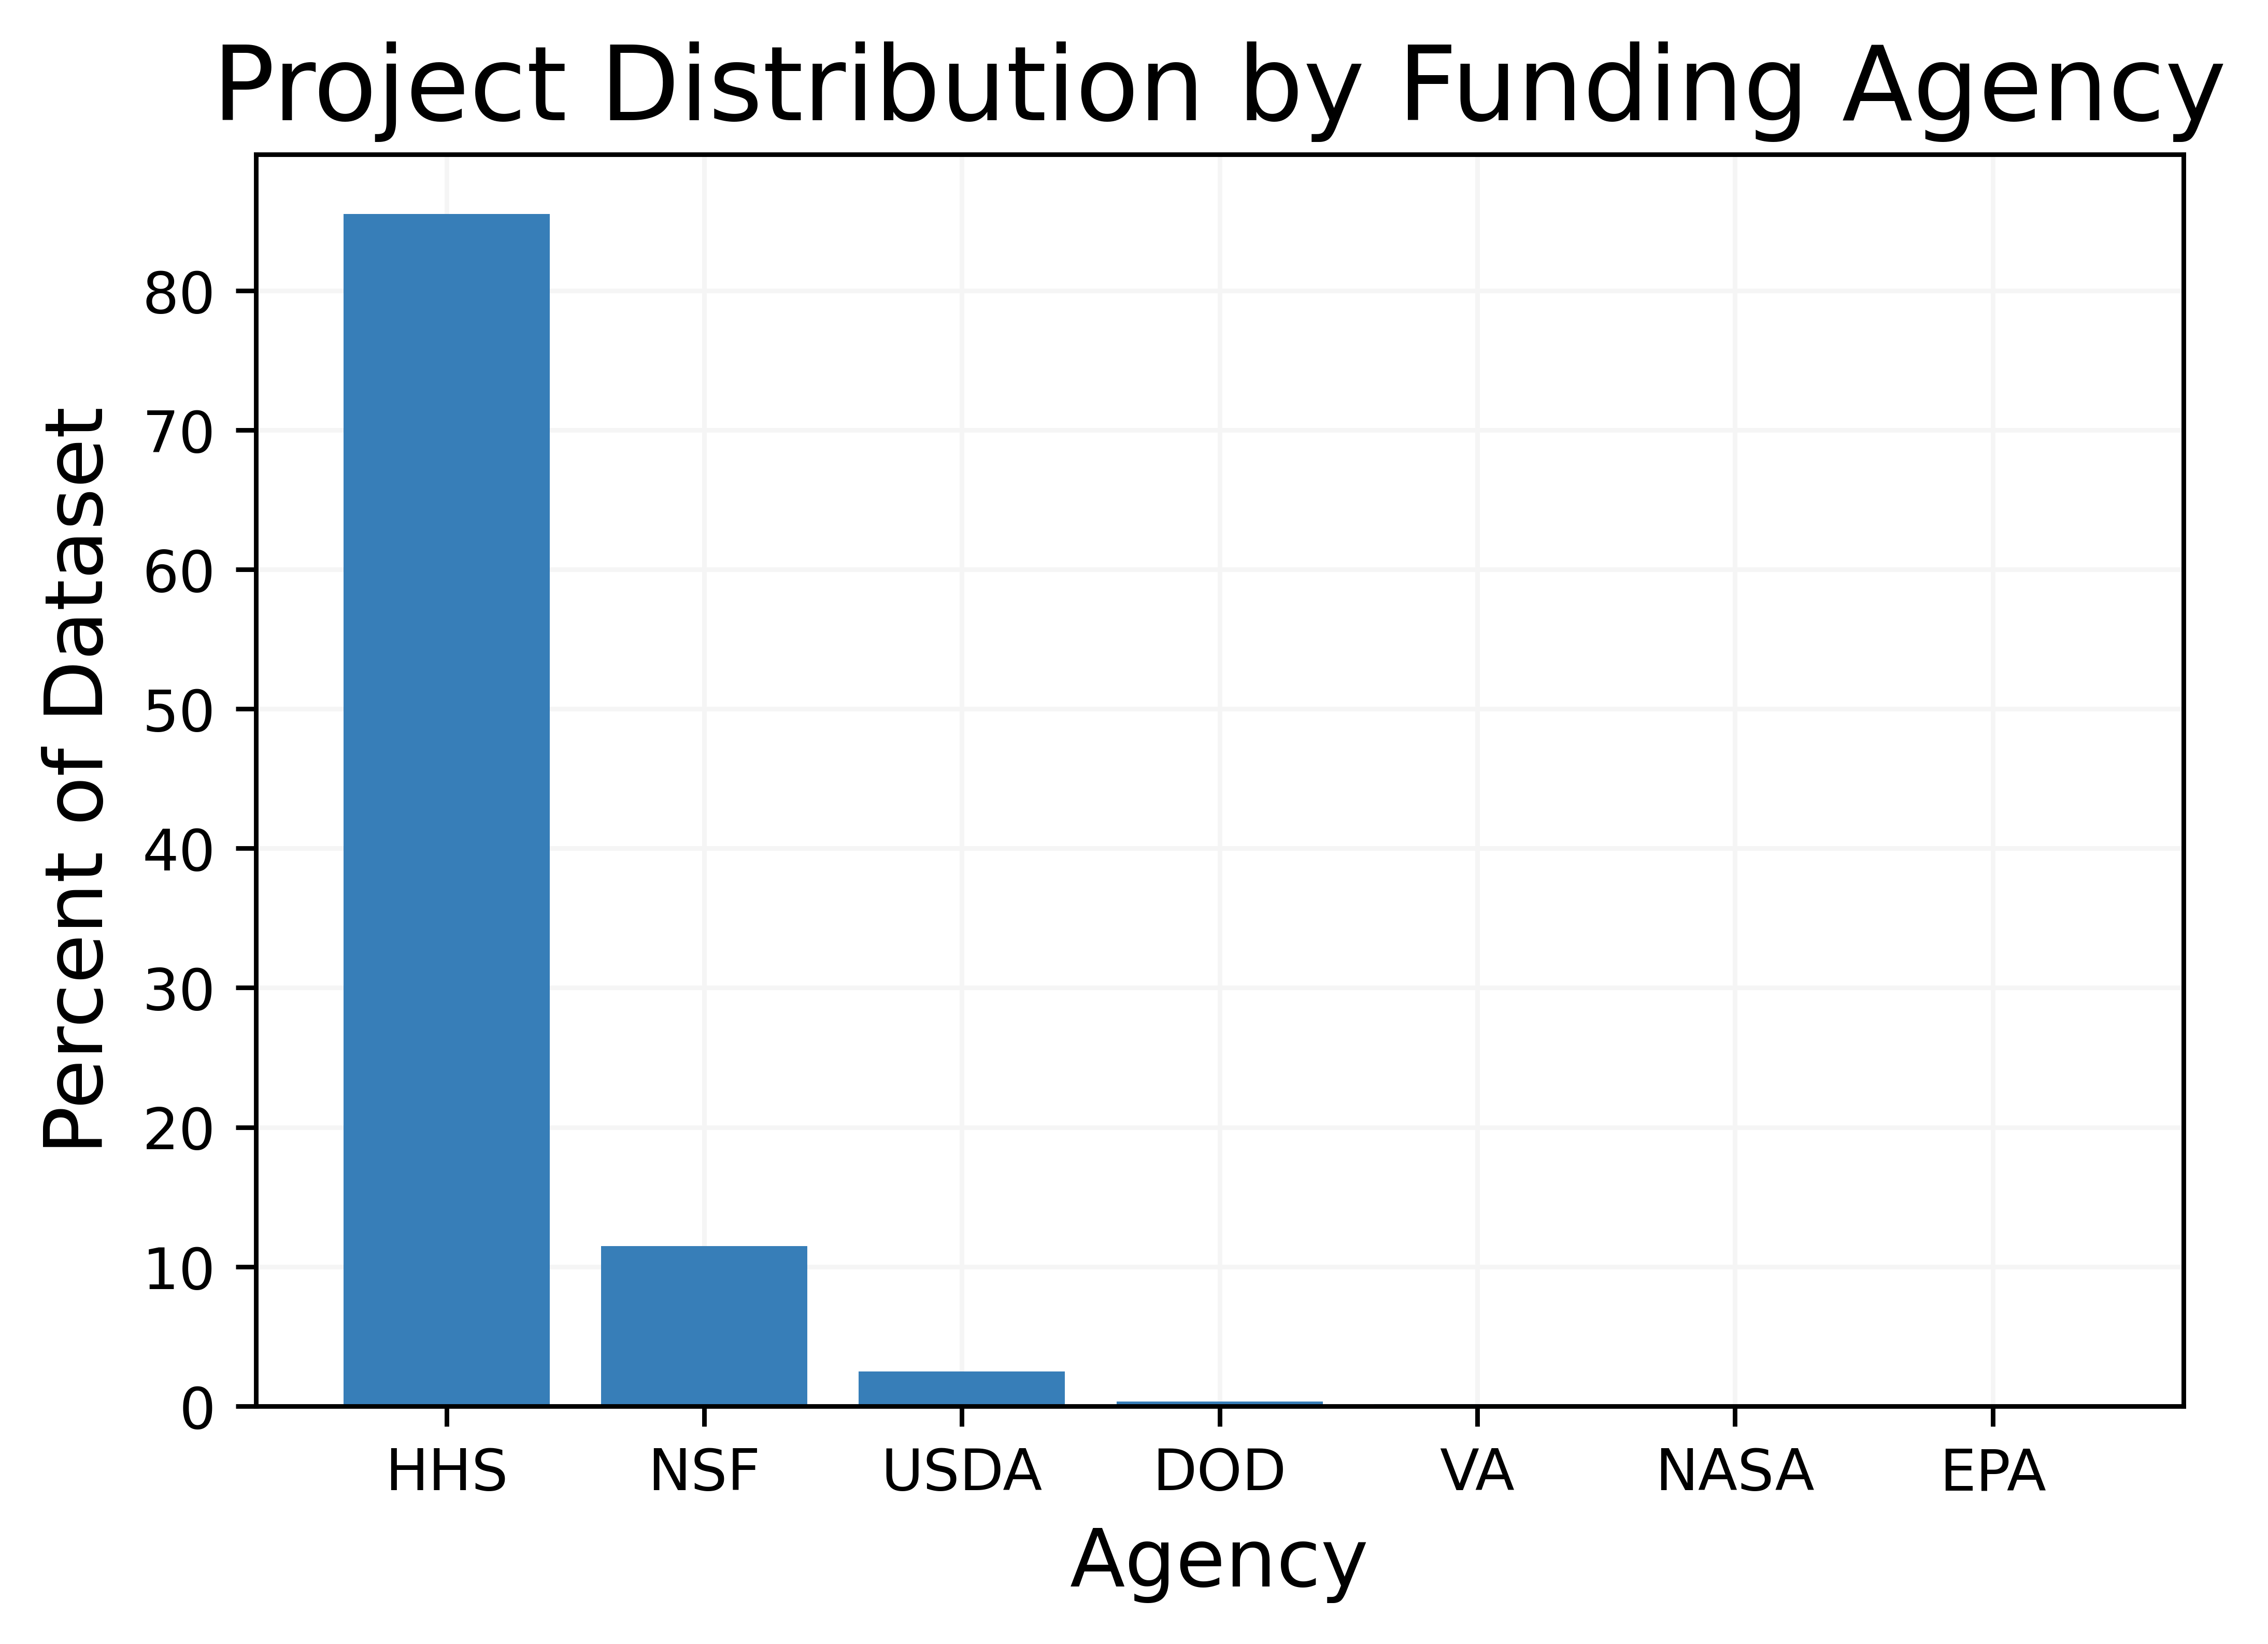 Project Distribution by Funding Agency
Percent of Dataset
80
70
60
50
40
30
20
10
0
HHS NSF USDA DOD VA NASA EPA
Agency